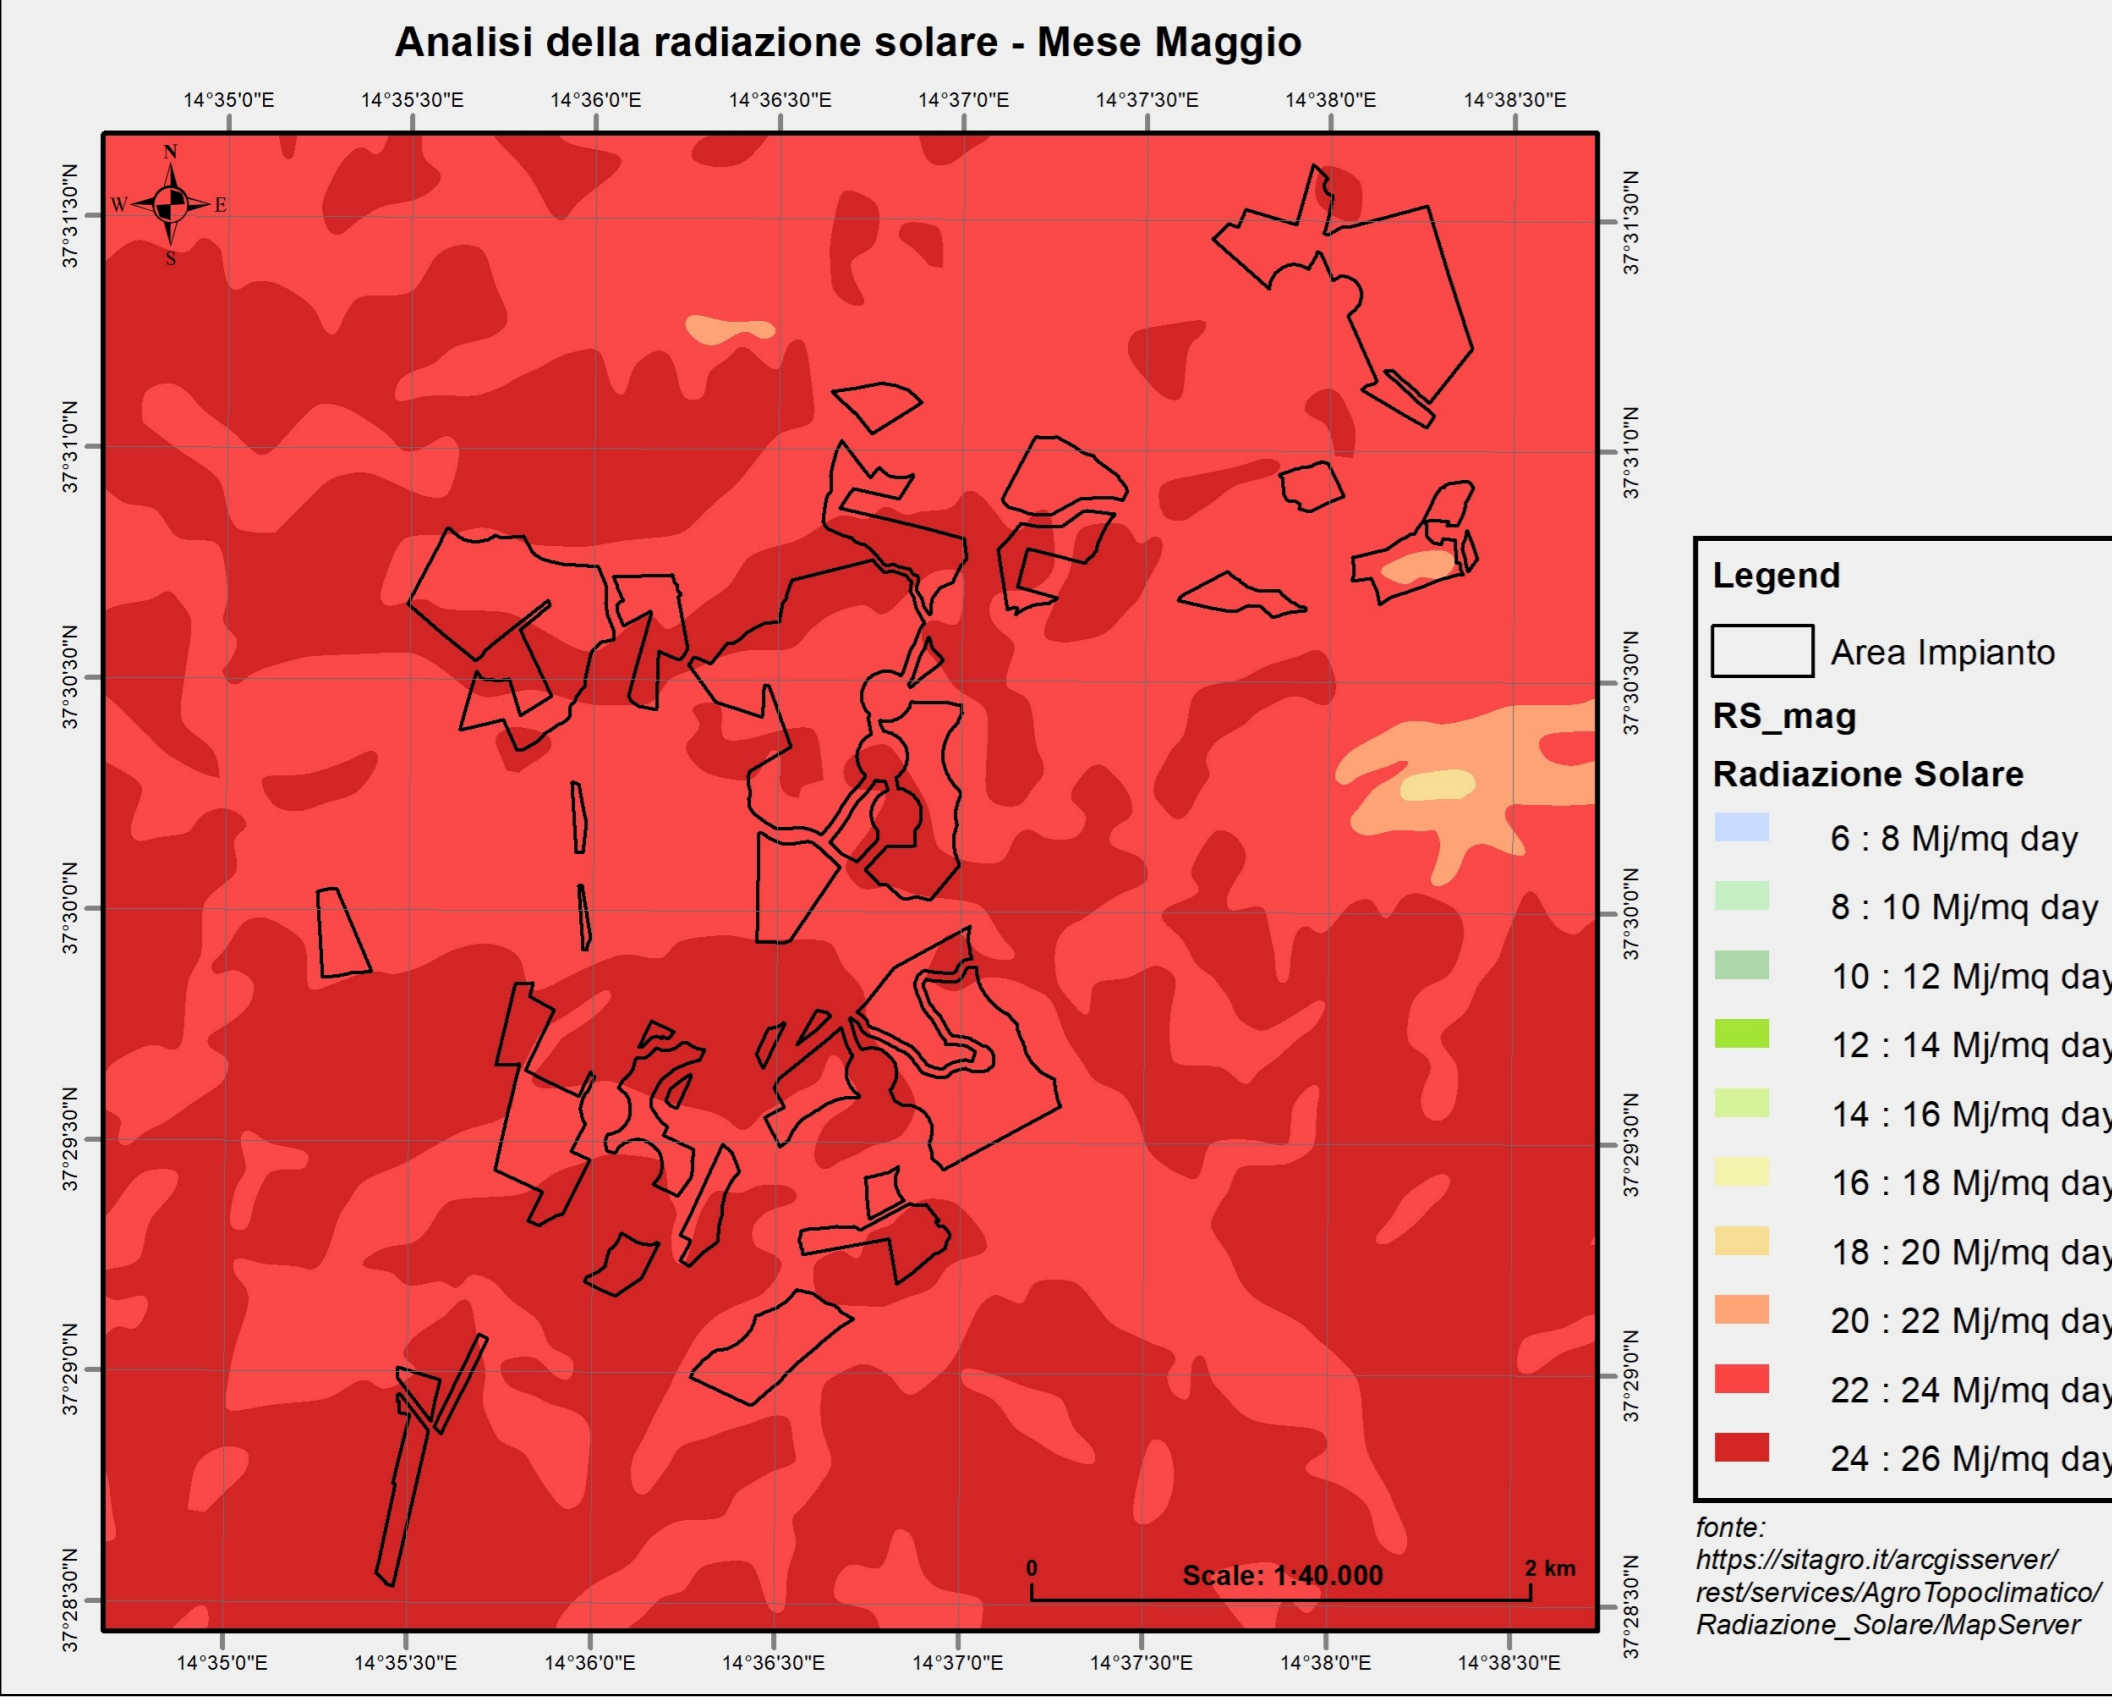 Analisi della radiazione solare - Mese Maggio
14°35'0"E 14°35'30"E 14°36'0"E 14°36'30"E 14°37'0"E 14°37'30"E 14°38'0"E 14°38'30"E
N
W E
S
37°31'30"N 37°31'30"N
37°31'0"N 37°31'0"N
37°30'30"N 37°30'30"N
37°30'0"N 37°30'0"N
37°29'30"N 37°29'30"N
37°29'0"N 37°29'0"N
37°28'30"N 37°28'30"N
0 Scale: 1:40.000 2 km
14°35'0"E 14°35'30"E 14°36'0"E 14°36'30"E 14°37'0"E 14°37'30"E 14°38'0"E 14°38'30"E
Legend
Area Impianto
RS_mag
Radiazione Solare
6 : 8 Mj/mq day
8 : 10 Mj/mq day
10 : 12 Mj/mq day
12 : 14 Mj/mq day
14 : 16 Mj/mq day
16 : 18 Mj/mq day
18 : 20 Mj/mq day
20 : 22 Mj/mq day
22 : 24 Mj/mq day
24 : 26 Mj/mq day
fonte:
https://sitagro.it/arcgisserver/
rest/services/AgroTopoclimatico/
Radiazione_Solare/MapServer